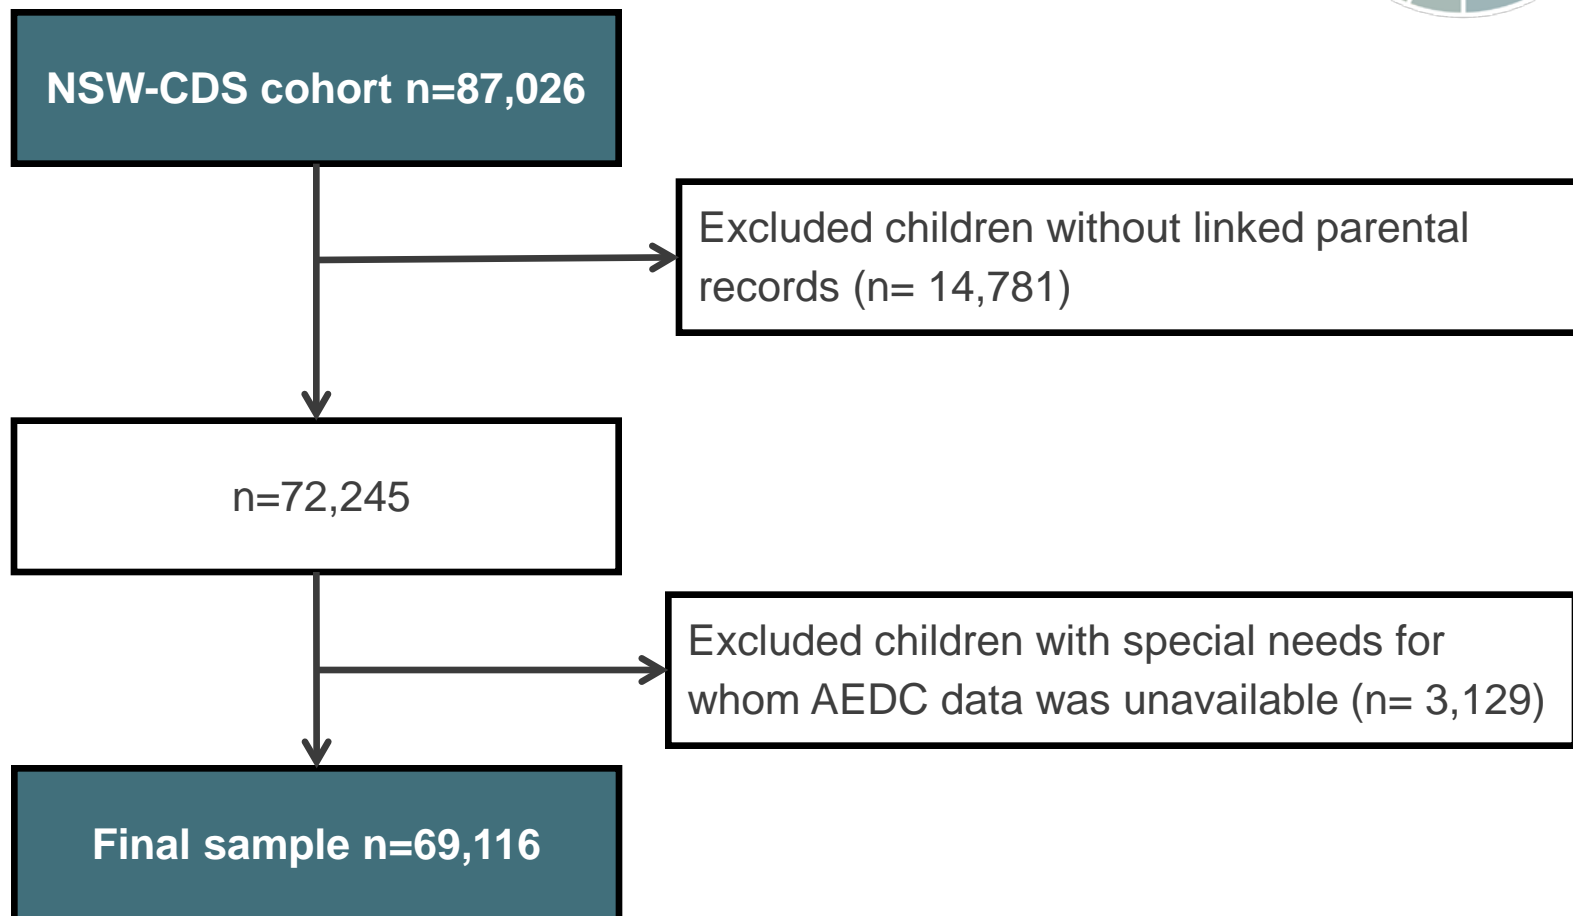 NSW-CDS cohort n=87,026
Excluded children without linked parental
records (n= 14,781)
n=72,245
Excluded children with special needs for
whom AEDC data was unavailable (n= 3,129)
Final sample n=69,116